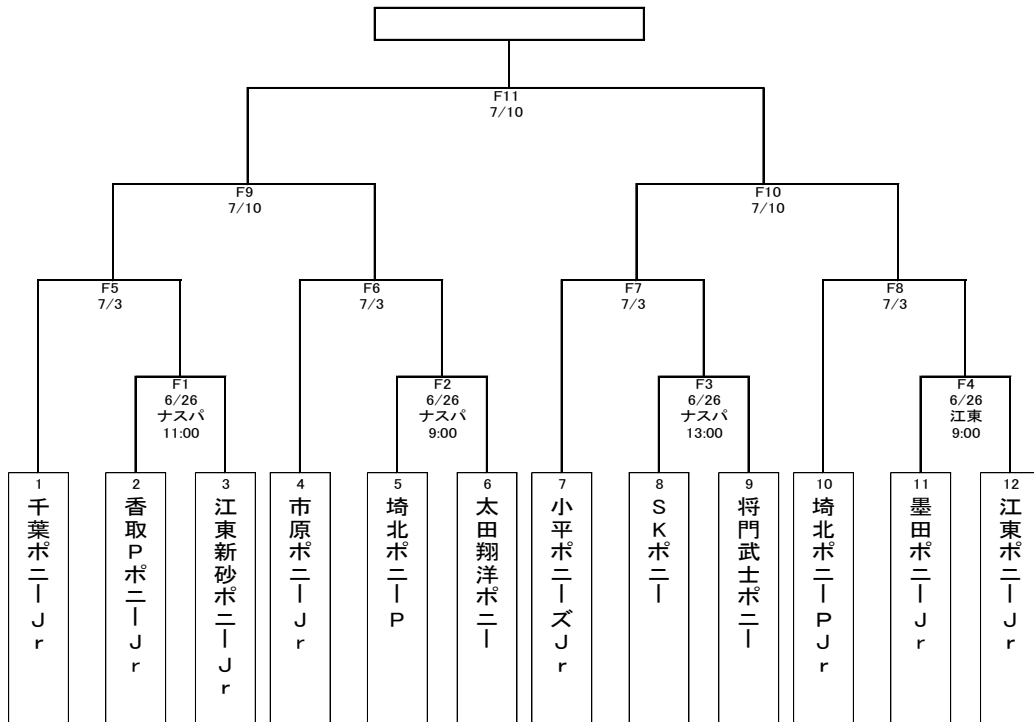 F11
7/10
F9
7/10
F10
7/10
F5
7/3
F6
7/3
F7
7/3
F8
7/3
F1
6/26
ナスパ
11:00
F2
6/26
ナスパ
9:00
F3
6/26
ナスパ
13:00
F4
6/26
江東
9:00
1
千葉ポニーJr
2
香取PポニーJr
3
江東新砂ポニーJr
4
市原ポニーJr
5
埼北ポニーP
6
太田翔洋ポニー
7
小平ポニーズJr
8
SKポニー
9
将門武士ポニー
10
埼北ポニーPJr
11
墨田ポニーJr
12
江東ポニーJr